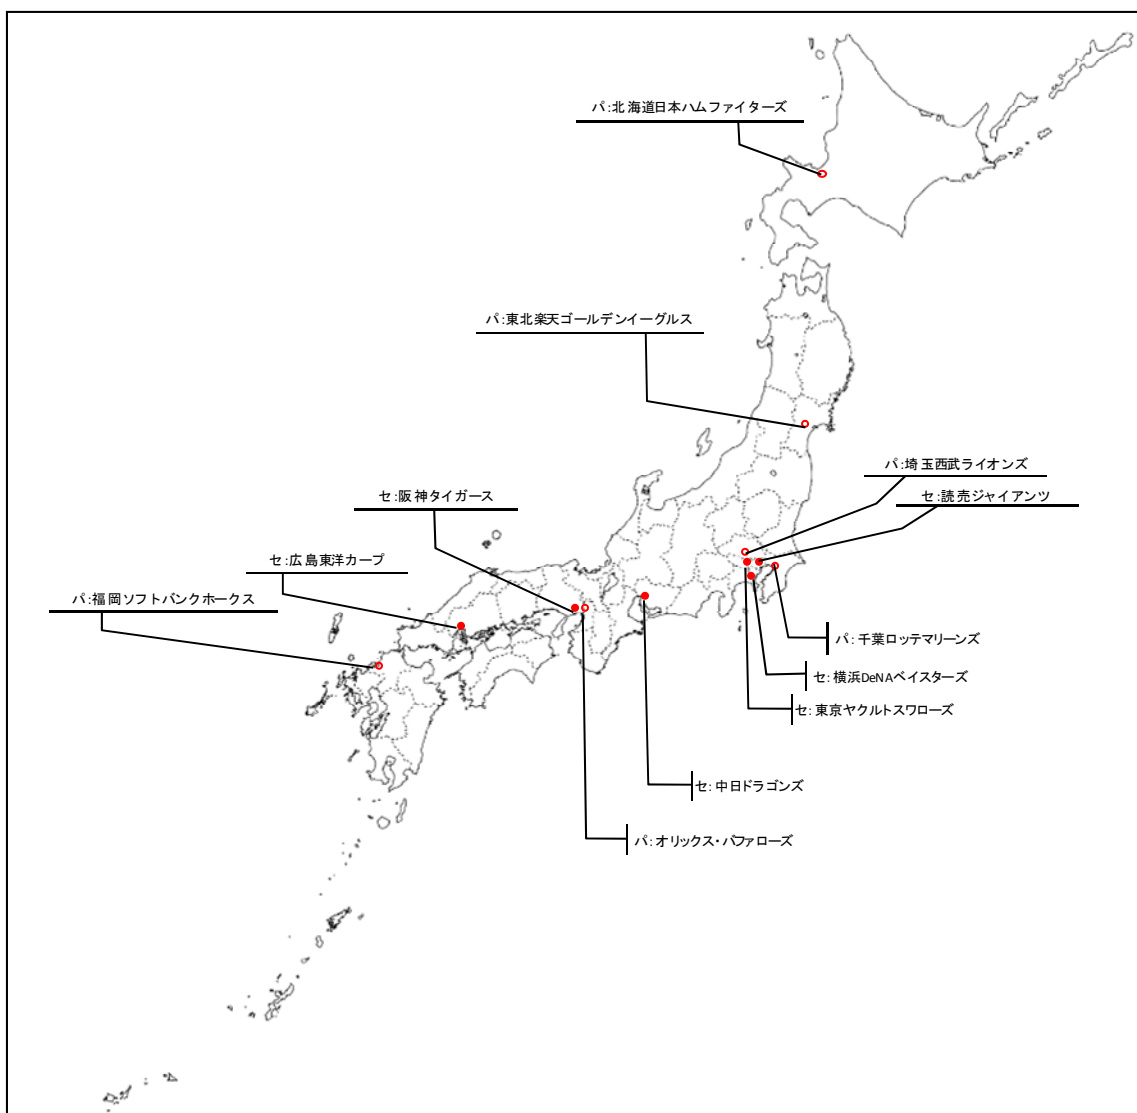 パ:北海道日本ハムファイターズ
パ:東北楽天ゴールデンイーグルス
パ:埼玉西武ライオンズ
セ:阪神タイガース
セ:読売ジャイアンツ
セ:広島東洋カープ
パ:福岡ソフトバンクホークス
パ:千葉ロッテマリーンズ
セ:横浜DeNAベイスターズ
セ:東京ヤクルトスワローズ
セ:中日ドラゴンズ
パ:オリックス・バファローズ